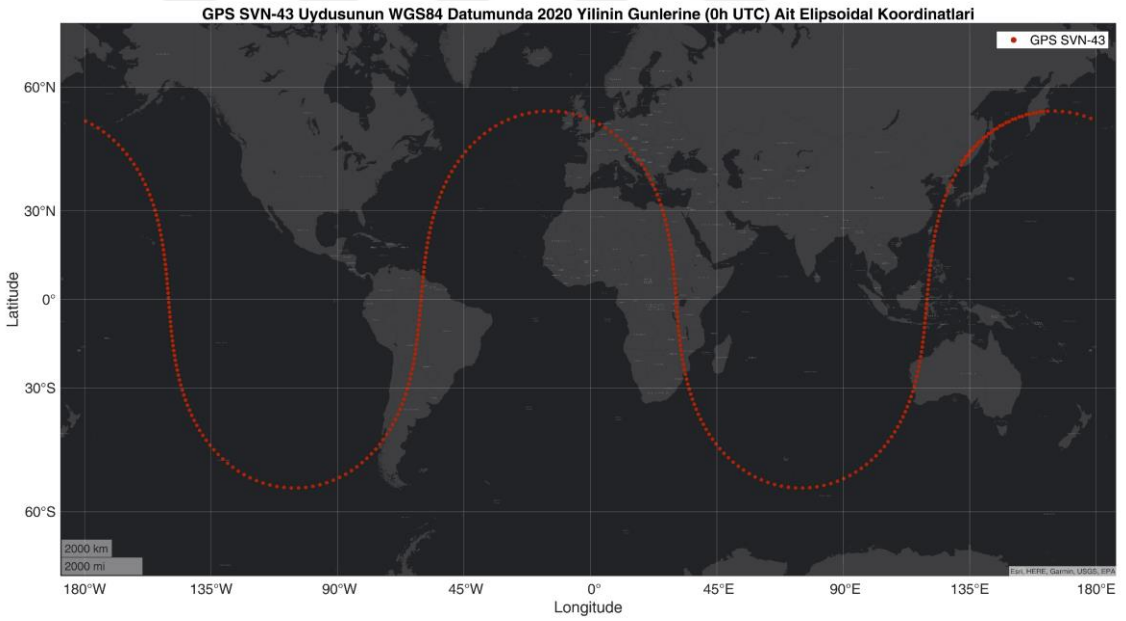 GPS SVN-43 Uydusunun WGS84 Datumunda 2020 Yilinin Gunlerine (0h UTC) Ait Elipsoidal Koordinatlari
GPS SVN-43
60°N
30°N
0°
30°S
60°S
Latitude
2000 km
2000 mi
Esri, HERE, Garmin, USGS, EPA
180°W 135°W 90°W 45°W 0° 45°E 90°E 135°E 180°E
Longitude